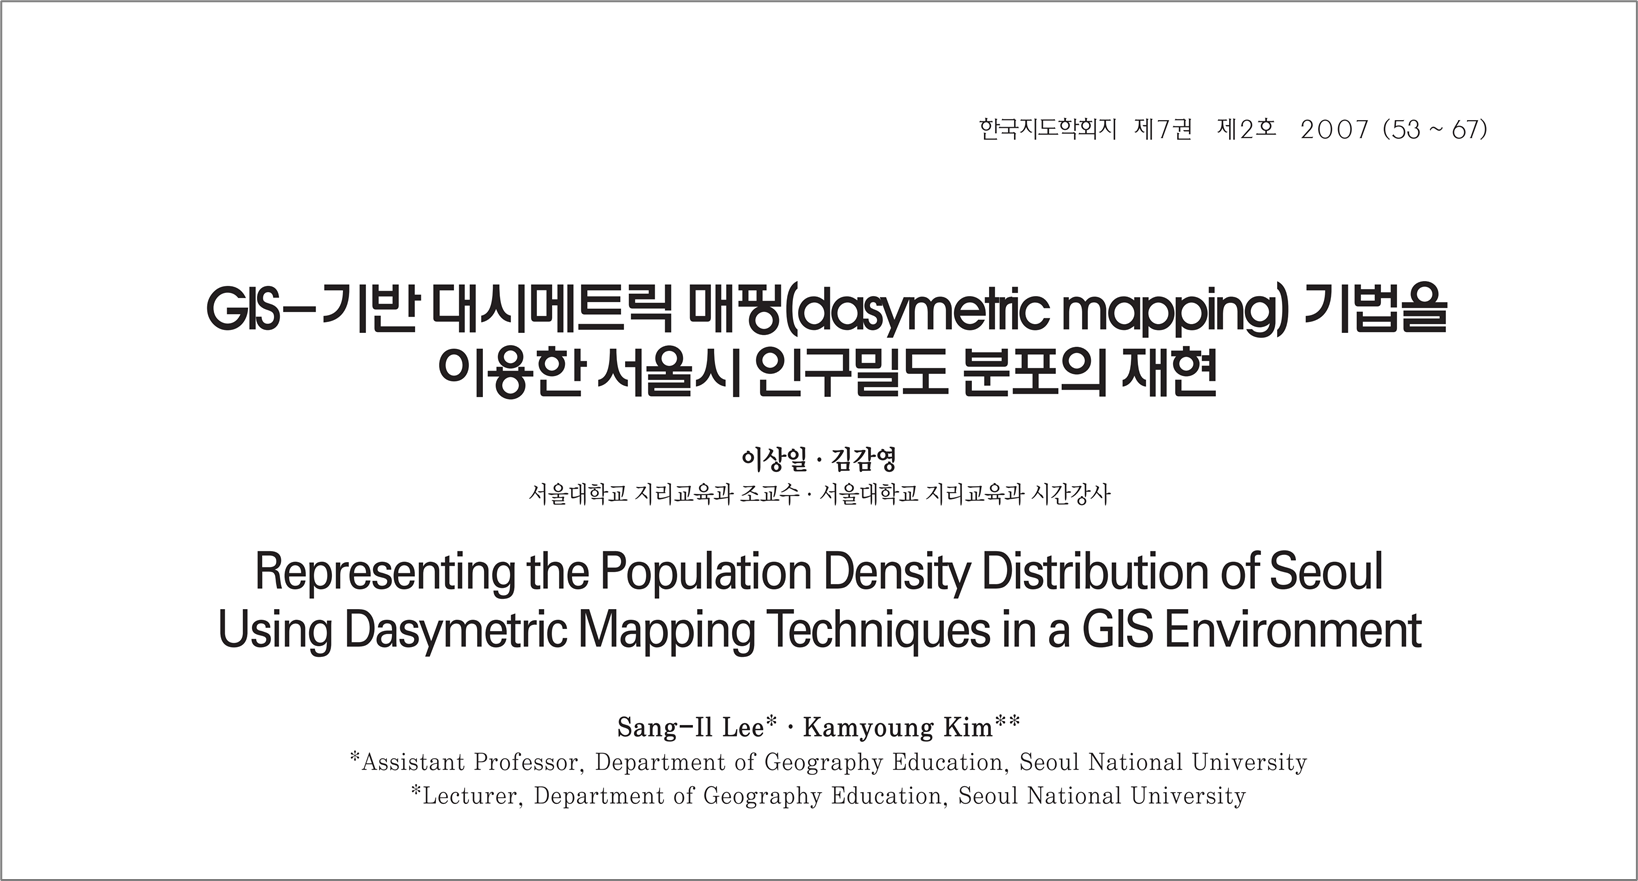 한국지도학회지 제7권 제2호 2007 (53 ~ 67)
GIS-기반 대시메트릭 매핑(dasymetric mapping) 기법을
이용한 서울시 인구밀도 분포의 재현
이상일 · 김감영
서울대학교 지리교육과 조교수 · 서울대학교 지리교육과 시간강사
Representing the Population Density Distribution of Seoul
Using Dasymetric Mapping Techniques in a GIS Environment
Sang-Il Lee* · Kamyoung Kim**
*Assistant Professor, Department of Geography Education, Seoul National University
*Lecturer, Department of Geography Education, Seoul National University